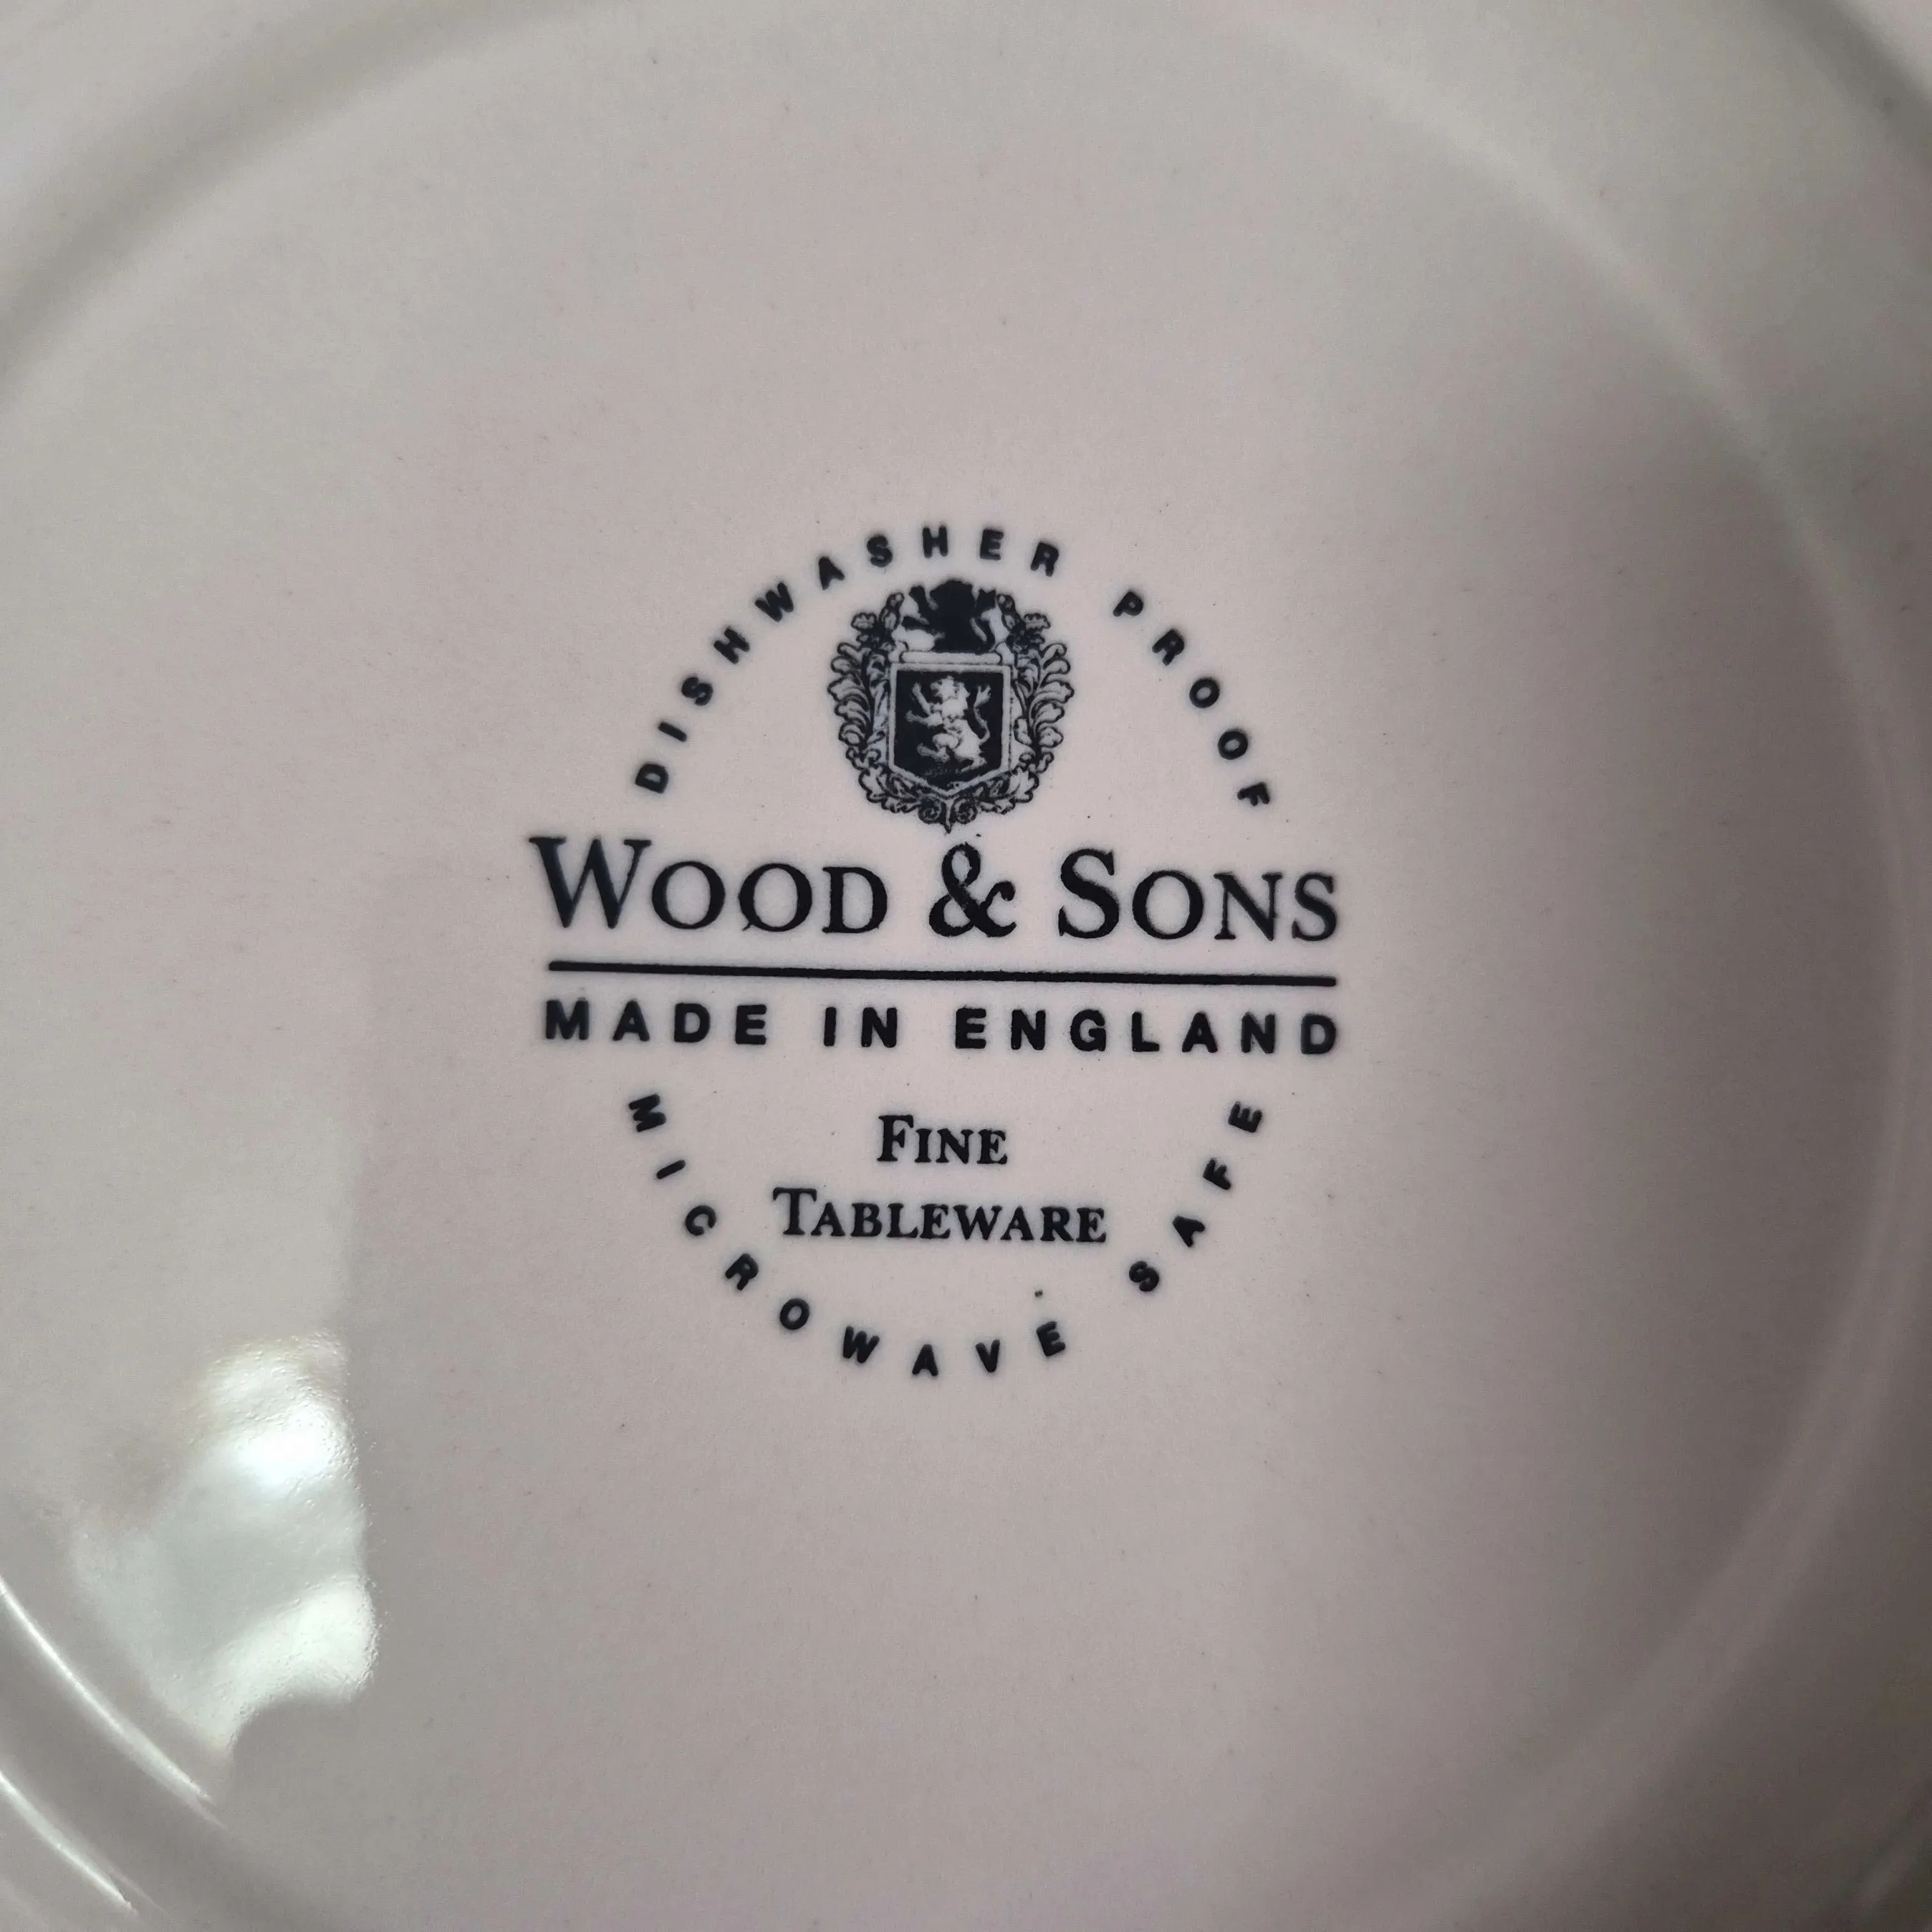 DISHWASHER PROOF
WOOD & SONS
MADE IN ENGLAND
FINE
TABLEWARE
MICROWAVE SAFE